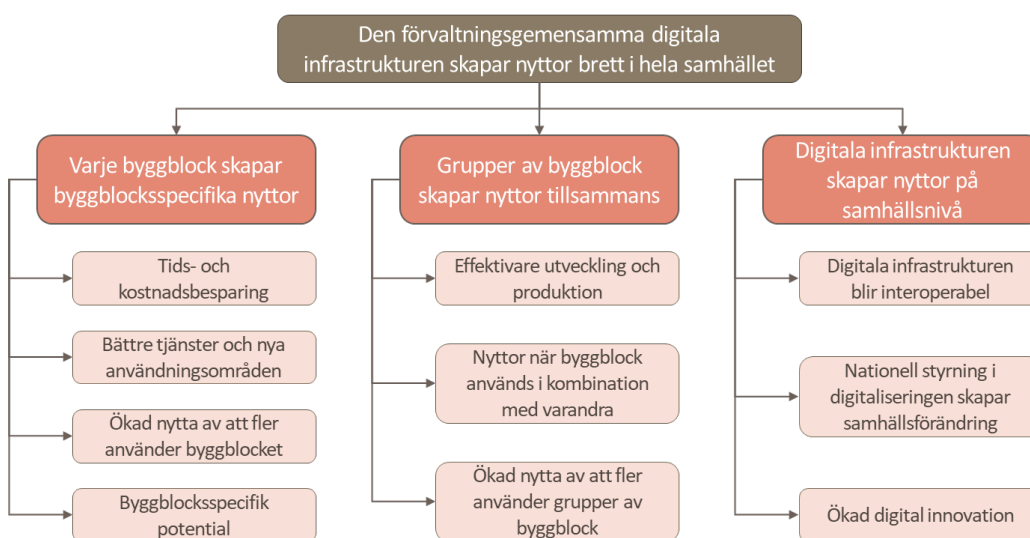 Den förvaltningsgemensamma digitala
infrastrukturen skapar nyttor brett i hela samhället
Varje byggblock skapar
byggblocksspecifika nyttor
Tids- och
kostnadsbesparing
Bättre tjänster och nya
användningsområden
Ökad nytta av att fler
använder byggblocket
Byggblocksspecifik
potential
Grupper av byggblock
skapar nyttor tillsammans
Effektivare utveckling och
produktion
Nyttor när byggblock
används i kombination
med varandra
Ökad nytta av att fler
använder grupper av
byggblock
Digitala infrastrukturen
skapar nyttor på
samhällsnivå
Digitala infrastrukturen
blir interoperabel
Nationell styrning i
digitaliseringen skapar
samhällsförändring
Ökad digital innovation